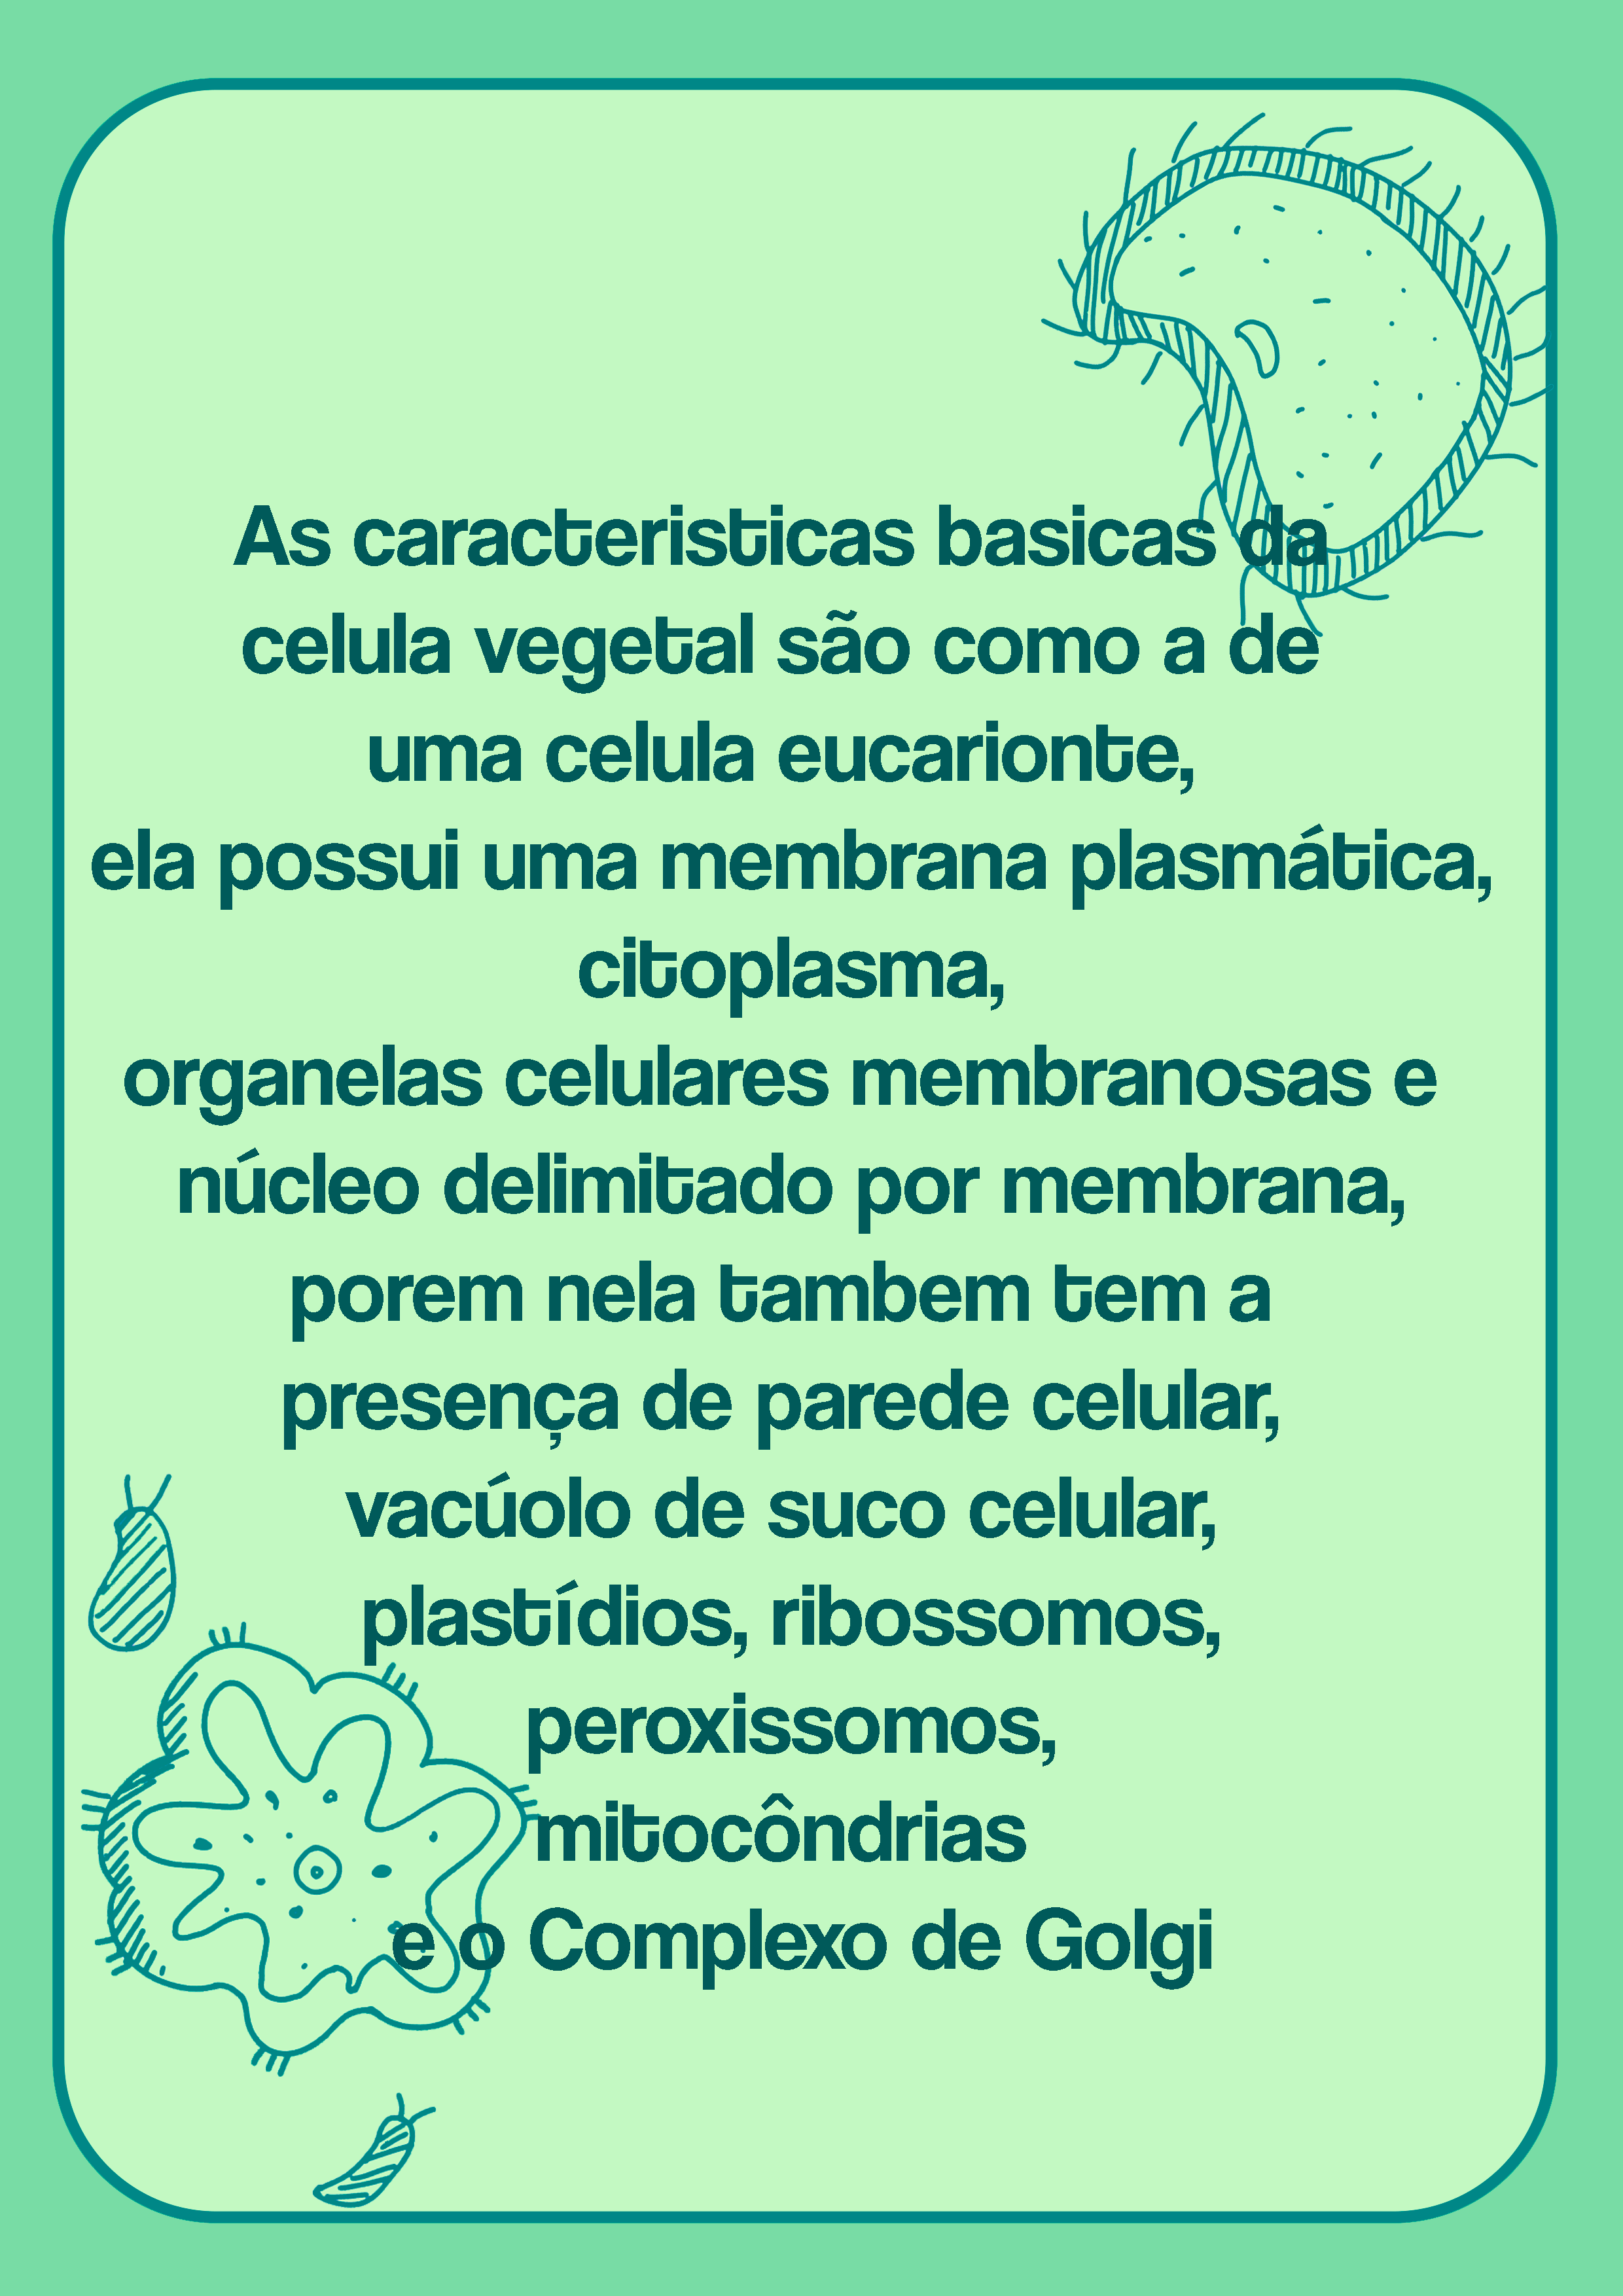 As caracteristicas basicas da
celula vegetal são como a de
uma celula eucarionte,
ela possui uma membrana plasmática,
citoplasma,
organelas celulares membranosas e
núcleo delimitado por membrana,
porem nela tambem tem a
presença de parede celular,
vacúolo de suco celular,
plastídios, ribossomos,
peroxissomos,
mitocôndrias
e o Complexo de Golgi